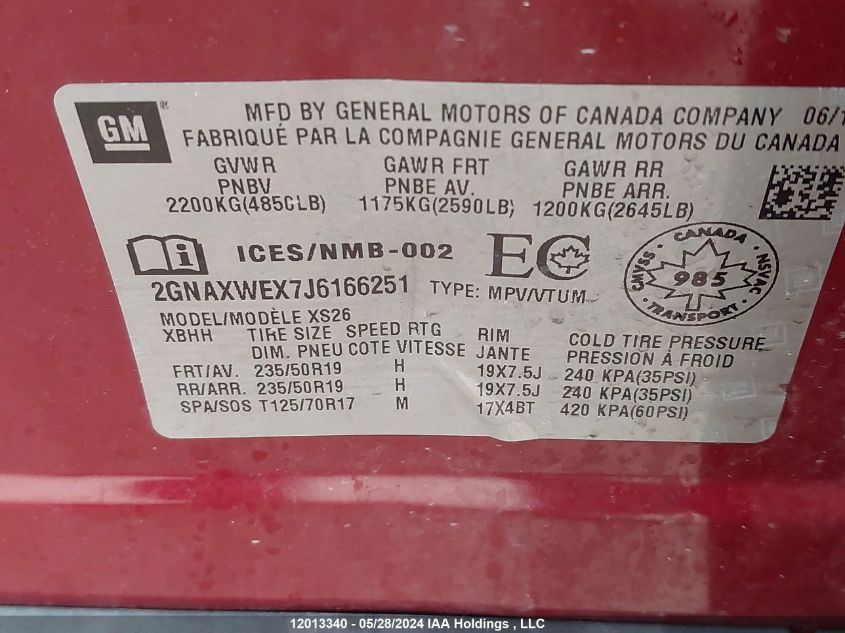 GM ®
MFD BY GENERAL MOTORS OF CANADA COMPANY 06/1
FABRIQUÉ PAR LA COMPAGNIE GENERAL MOTORS DU CANADA
GVWR GAWR FRT GAWR RR
PNBV PNBE AV. PNBE ARR.
2200KG(4850LB) 1175KG(2590LB) 1200KG(2645LB)
i ICES/NMB-002 EC
CANADA
CMVSS 985 NSVAC
TRANSPORT
2GNAXWEX7J6166251 TYPE: MPV/VTUM
MODEL/MODÈLE XS26
XBHH TIRE SIZE SPEED RTG RIM COLD TIRE PRESSURE
DIM. PNEU COTE VITESSE JANTE PRESSION À FROID
FRT/AV. 235/50R19 H 19X7.5J 240 KPA(35PSI)
RR/ARR. 235/50R19 H 19X7.5J 240 KPA(35PSI)
SPA/SOS T125/70R17 M 17X4BT 420 KPA(60PSI)
12013340 - 05/28/2024 IAA Holdings, LLC